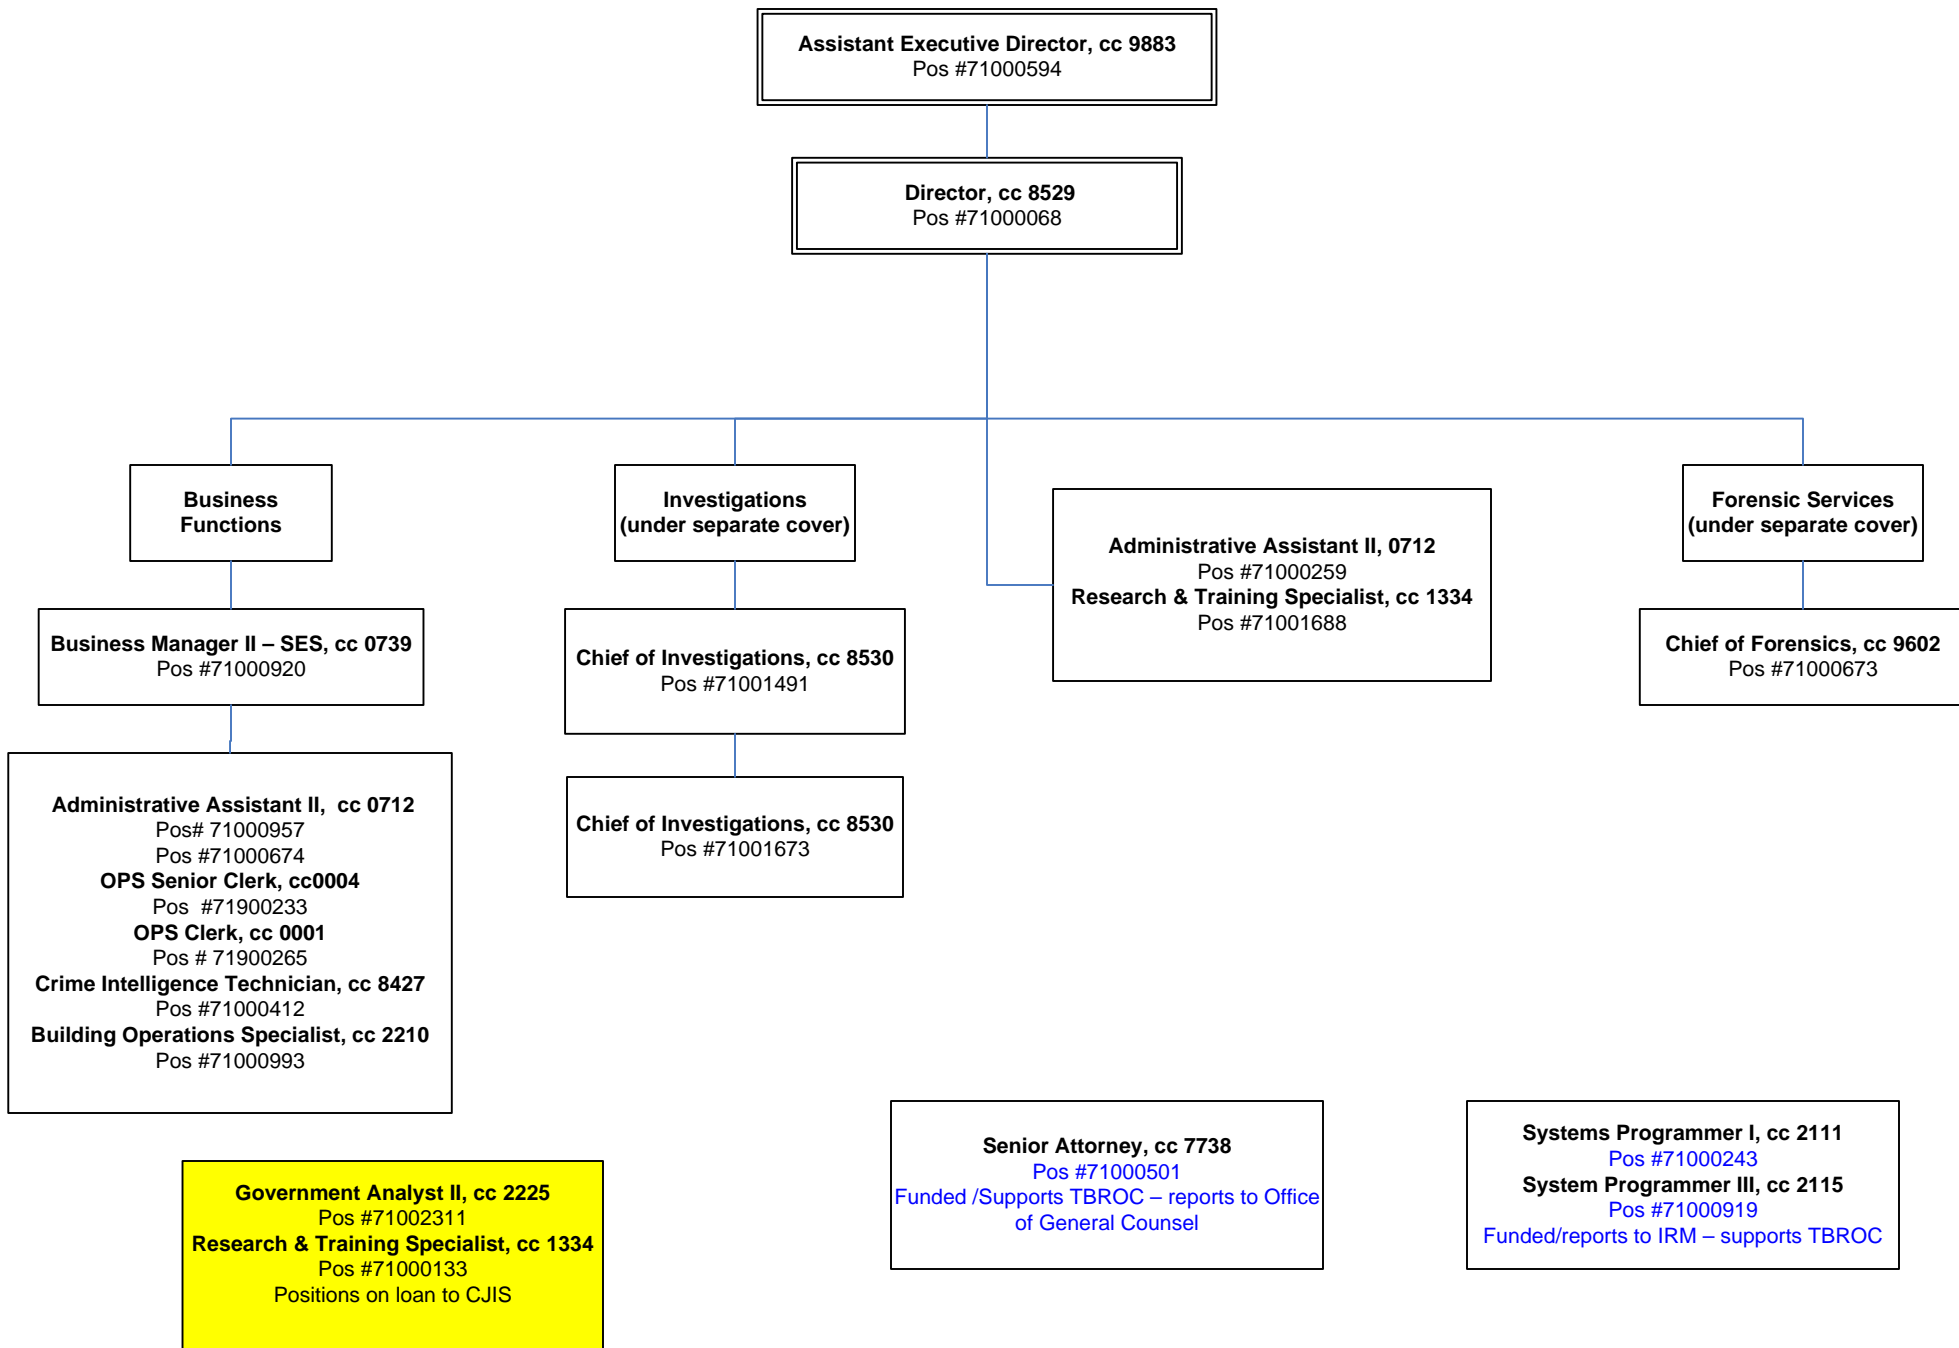 Assistant Executive Director, cc 9883
Pos #71000594
Director, cc 8529
Pos #71000068
Business
Functions
Investigations
(under separate cover)
Administrative Assistant II, 0712
Pos #71000259
Research & Training Specialist, cc 1334
Pos #71001688
Forensic Services
(under separate cover)
Business Manager II – SES, cc 0739
Pos #71000920
Chief of Investigations, cc 8530
Pos #71001491
Chief of Forensics, cc 9602
Pos #71000673
Administrative Assistant II,  cc 0712
Pos# 71000957
Pos #71000674
OPS Senior Clerk, cc0004
Pos  #71900233
OPS Clerk, cc 0001
Pos # 71900265
Crime Intelligence Technician, cc 8427
Pos #71000412
Building Operations Specialist, cc 2210
Pos #71000993
Chief of Investigations, cc 8530
Pos #71001673
Government Analyst II, cc 2225
Pos #71002311
Research & Training Specialist, cc 1334
Pos #71000133
Positions on loan to CJIS
Senior Attorney, cc 7738
Pos #71000501
Funded /Supports TBROC – reports to Office
of General Counsel
Systems Programmer I, cc 2111
Pos #71000243
System Programmer III, cc 2115
Pos #71000919
Funded/reports to IRM – supports TBROC